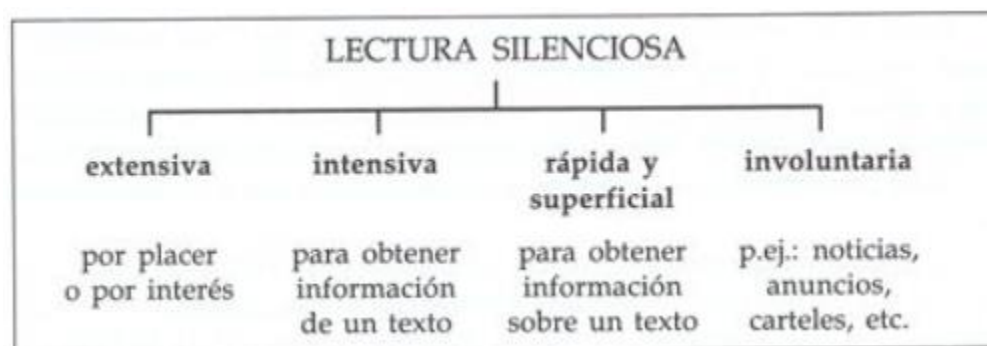 LECTURA SILENCIOSA
extensiva
por placer
o por interés
intensiva
para obtener
información
de un texto
rápida y
superficial
para obtener
información
sobre un texto
involuntaria
p.ej.: noticias,
anuncios,
carteles, etc.